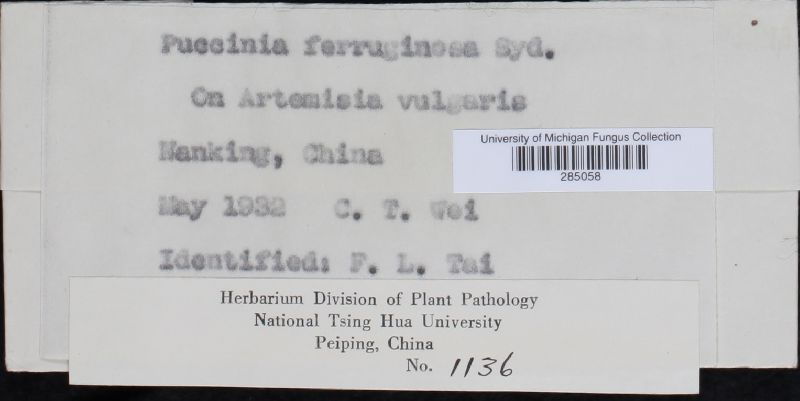 Puccinia ferruginosa Syd.
On Artemisia vulgaris
Nanking, China
May 1932 C. T. Wei
Identified: F. L. Tai
University of Michigan Fungus Collection
285058
Herbarium Division of Plant Pathology
National Tsing Hua University
Peiping, China
No. 1136